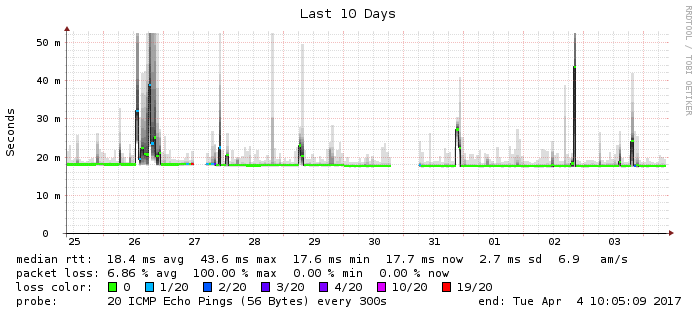 Last 10 Days
RRDTOOL / TOBI OETIKER
Seconds
50 m
40 m
30 m
20 m
10 m
0
25 26 27 28 29 30 31 01 02 03
median rtt: 18.4 ms avg 43.6 ms max 17.6 ms min 17.7 ms now 2.7 ms sd 6.9 am/s
packet loss: 6.86 % avg 100.00 % max 0.00 % min 0.00 % now
loss color: 0 1/20 2/20 3/20 4/20 10/20 19/20
probe: 20 ICMP Echo Pings (56 Bytes) every 300s end: Tue Apr 4 10:05:09 2017